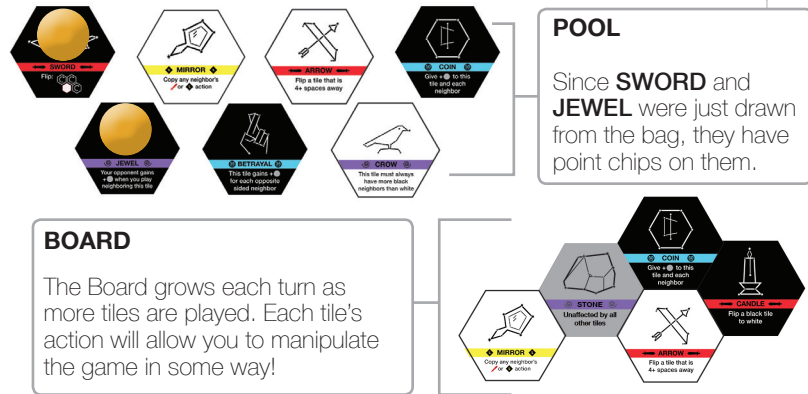 SWORD
Flip:
MIRROR
Copy any neighbor's
or action
ARROW
Flip a tile that is
4+ spaces away
COIN
Give + to this
tile and each
neighbor
JEWEL
Your opponent gains
+ when you play
neighboring this tile
BETRAYAL
This tile gains +
for each opposite
sided neighbor
CROW
This tile must always
have more black
neighbors than white
POOL
Since SWORD and
JEWEL were just drawn
from the bag, they have
point chips on them.
BOARD
The Board grows each turn as
more tiles are played. Each tile's
action will allow you to manipulate
the game in some way!
MIRROR
Copy any neighbor's
or action
STONE
Unaffected by all
other tiles
COIN
Give + to this
tile and each
neighbor
ARROW
Flip a tile that is
4+ spaces away
CANDLE
Flip a black tile
to white